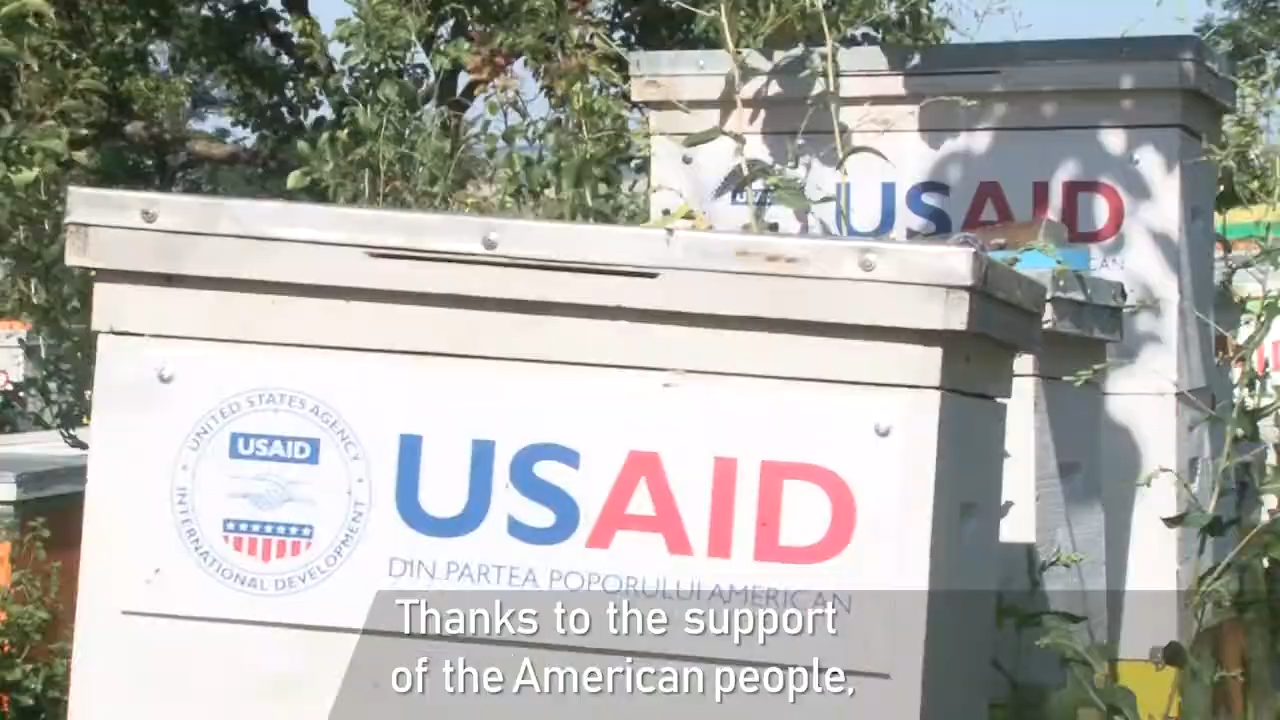 USAID
AN
UNITED STATES AGENCY
USAID
INTERNATIONAL DEVELOPMENT
USAID
DIN PARTEA POPORULUI AMERICAN
Thanks to the support
of the American people,